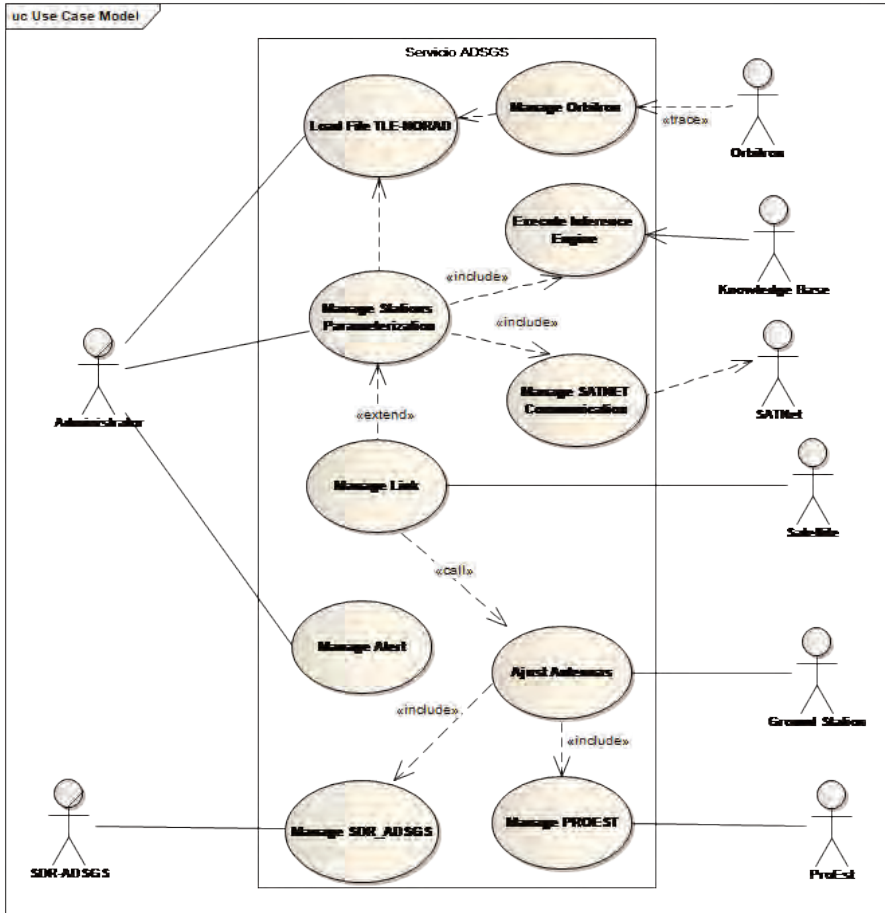 uc Use Case Model
Servicio ADSGS
Load File TLE-NORAD
Manage Orbitron
«trace»
Orbitron
Execute Inference
Engine
Knowledge Base
«include»
Manage Stations
Parameterization
«include»
Manage SATNET
Communication
SATNet
Administrator
«extend»
Manage Link
Satellite
«call»
Manage Alert
Ajust Antennas
Ground Station
«include»
«include»
Manage SDR_ADSGS
Manage PROEST
SDR-ADSGS
ProEst